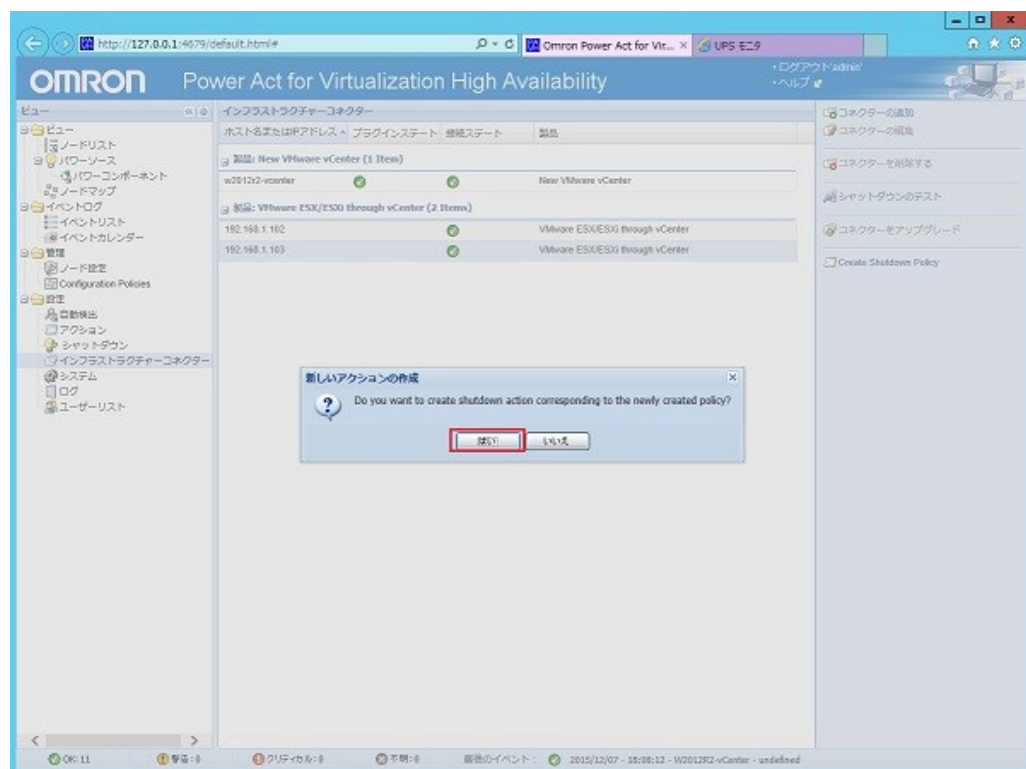 http://127.0.0.1:4679/default.html#
Omron Power Act for Vir... ×
UPS モニタ
OMRON
Power Act for Virtualization High Availability
・ログアウト'admin'
・ヘルプ
ビュー
ビュー
ノードリスト
パワーソース
パワーコンポーネント
ノードマップ
イベントログ
イベントリスト
イベントカレンダー
管理
ノード設定
Configuration Policies
設定
自動検出
アクション
シャットダウン
インフラストラクチャーコネクター
システム
ログ
ユーザーリスト
インフラストラクチャーコネクター
ホスト名またはIPアドレス プラグインステート 接続ステート 製品
製品: New VMware vCenter (1 Item)
w2012r2-vcenter New VMware vCenter
製品: VMware ESX/ESXi through vCenter (2 Items)
192.168.1.102 VMware ESX/ESXi through vCenter
192.168.1.103 VMware ESX/ESXi through vCenter
コネクターの追加
コネクターの編集
コネクターを削除する
シャットダウンのテスト
コネクターをアップグレード
Create Shutdown Policy
新しいアクションの作成
Do you want to create shutdown action corresponding to the newly created policy?
はい
いいえ
OK:11 警告:0 クリティカル:0 不明:0 最後のイベント: 2015/12/07 - 18:08:12 - W2012R2-vCenter - undefined